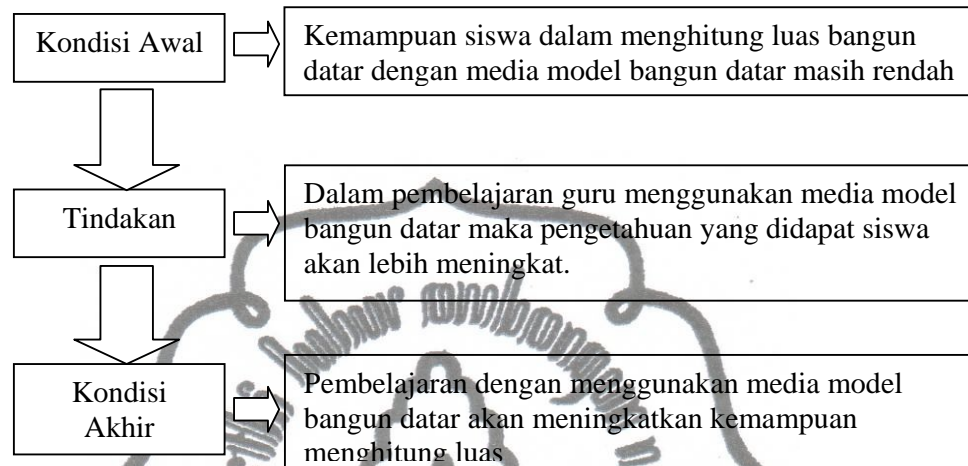 Kondisi Awal
Kemampuan siswa dalam menghitung luas bangun
datar dengan media model bangun datar masih rendah
Tindakan
Dalam pembelajaran guru menggunakan media model
bangun datar maka pengetahuan yang didapat siswa
akan lebih meningkat.
Kondisi
Akhir
Pembelajaran dengan menggunakan media model
bangun datar akan meningkatkan kemampuan
menghitung luas